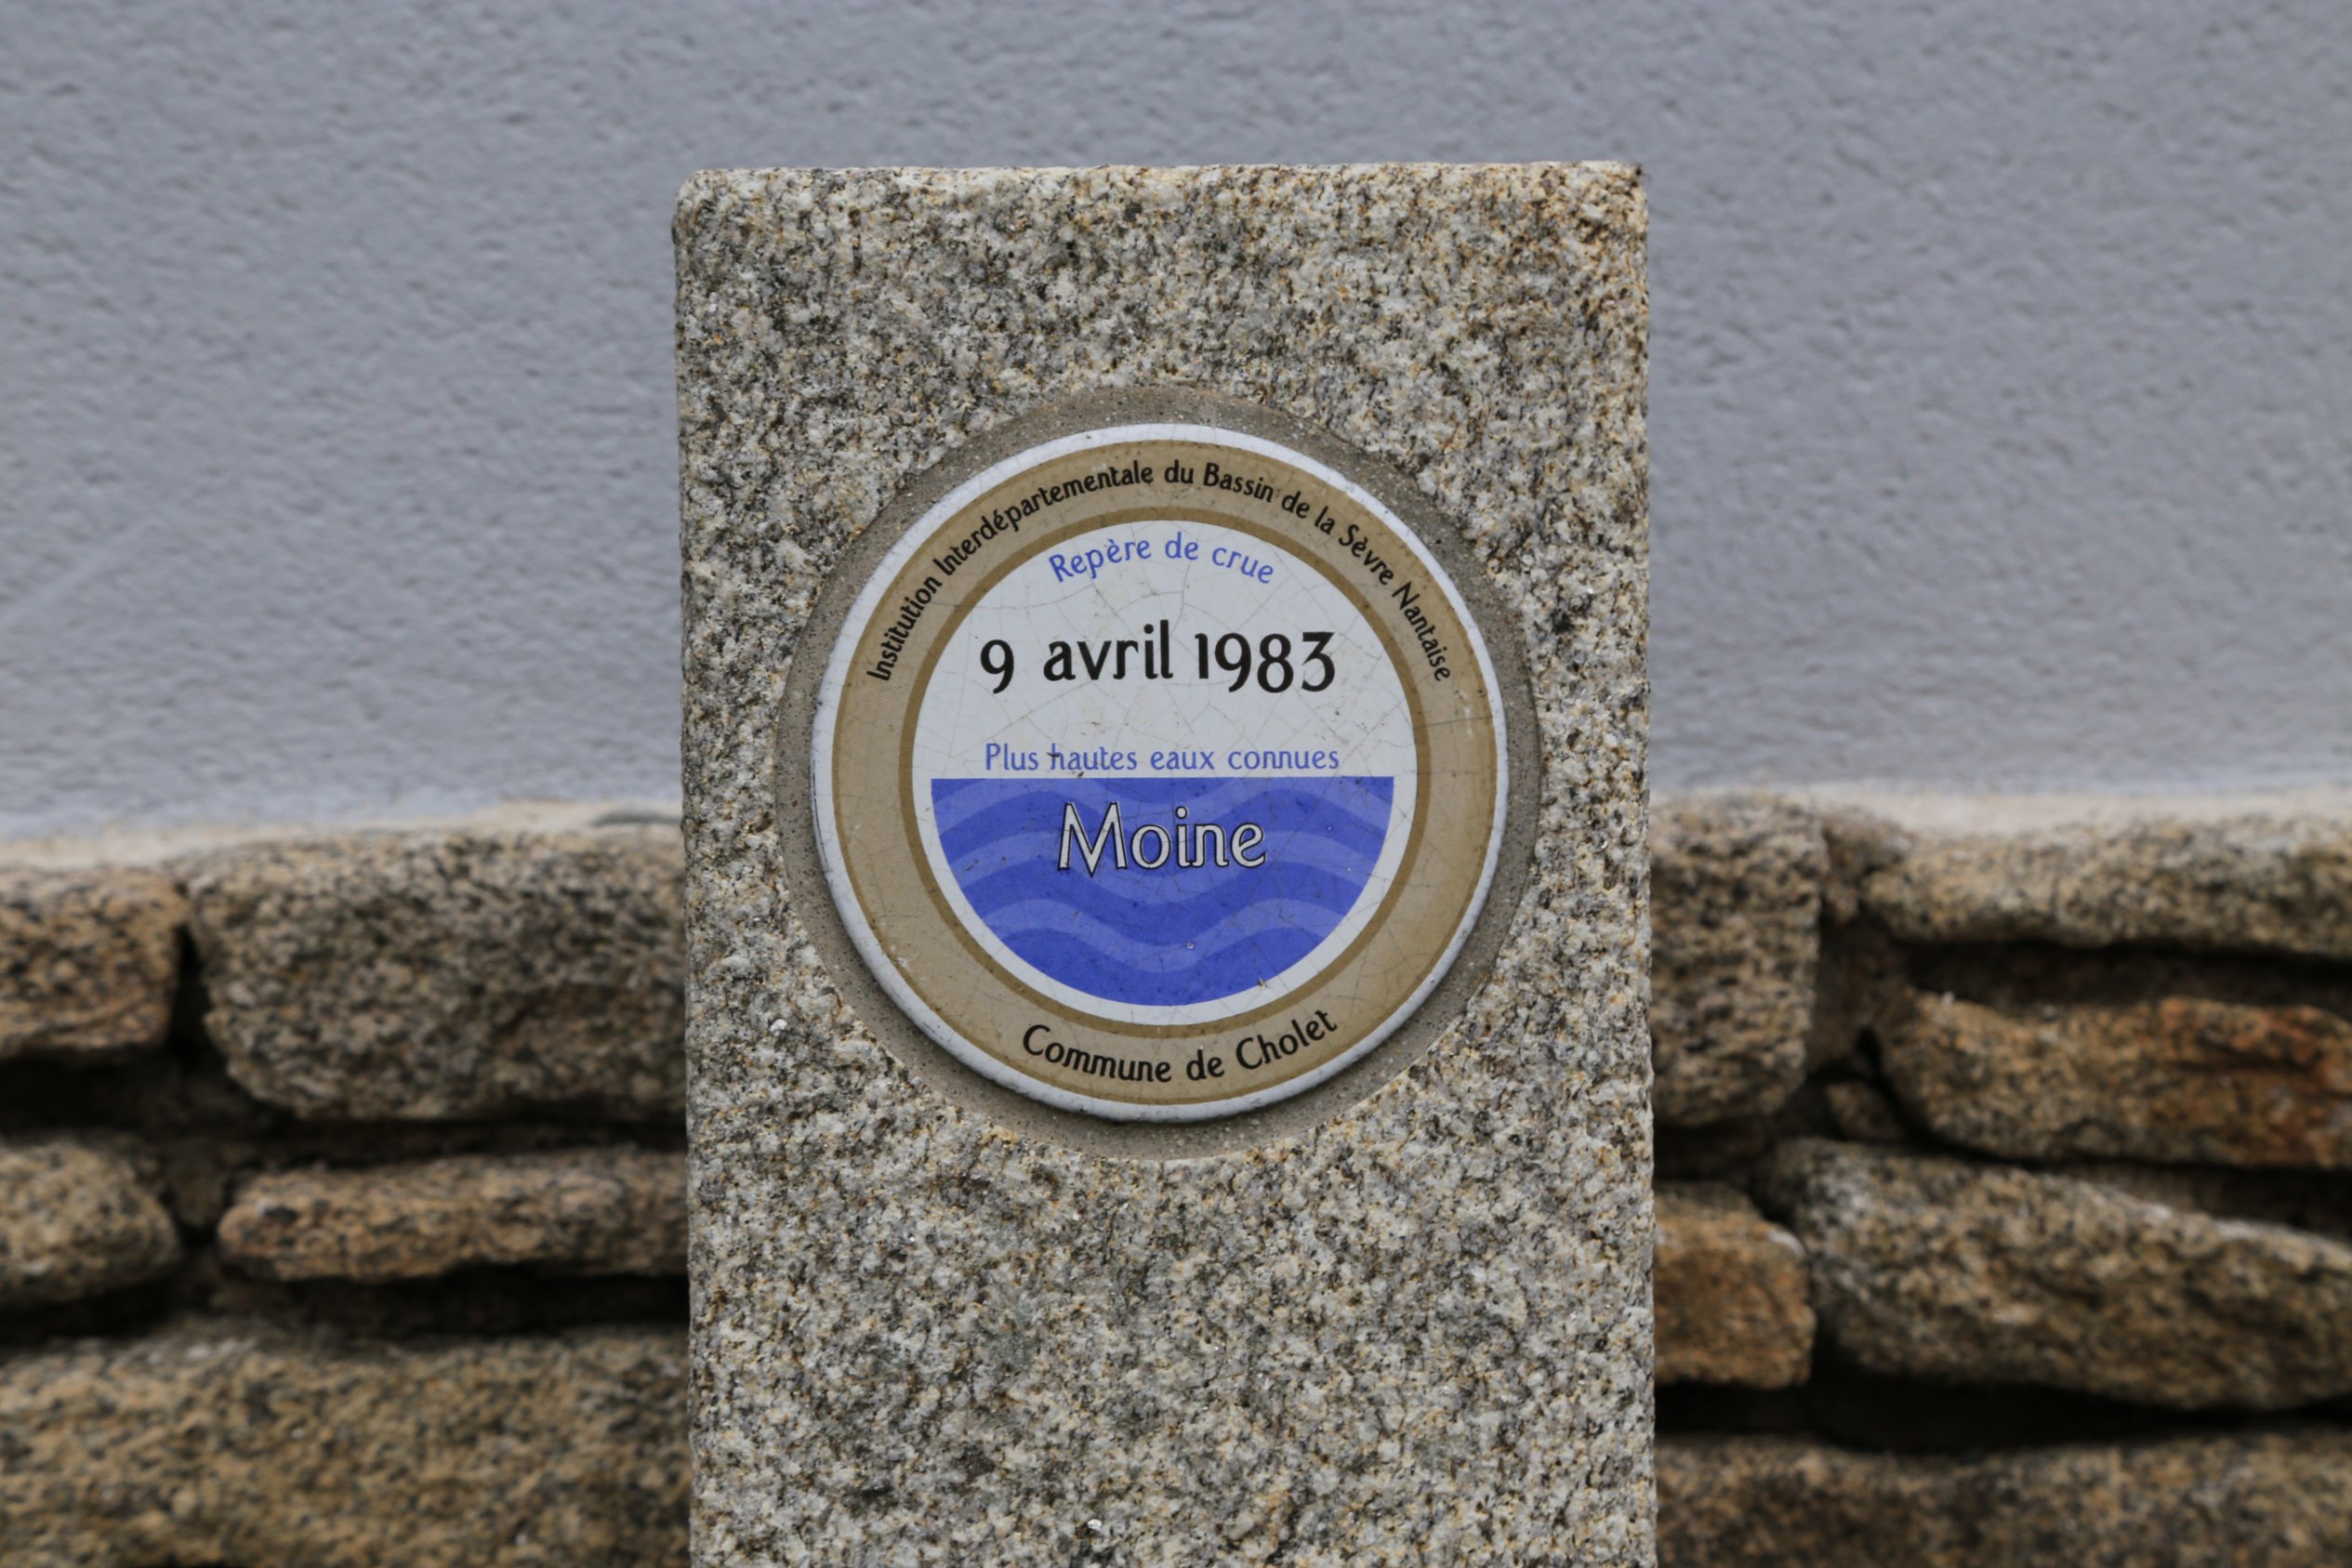 Institution Interdépartementale du Bassin de la Sèvre Nantaise
Repère de crue
9 avril 1983
Plus hautes eaux connues
Moine
Commune de Cholet